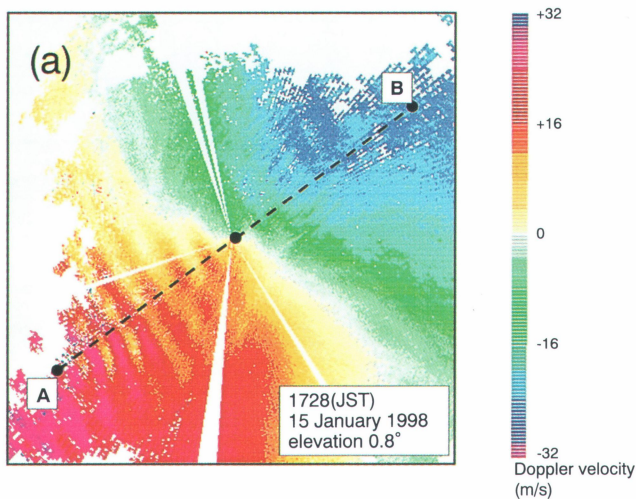 (a)
B
A
1728(JST)
15 January 1998
elevation 0.8°
+32
+16
0
-16
-32
Doppler velocity
(m/s)